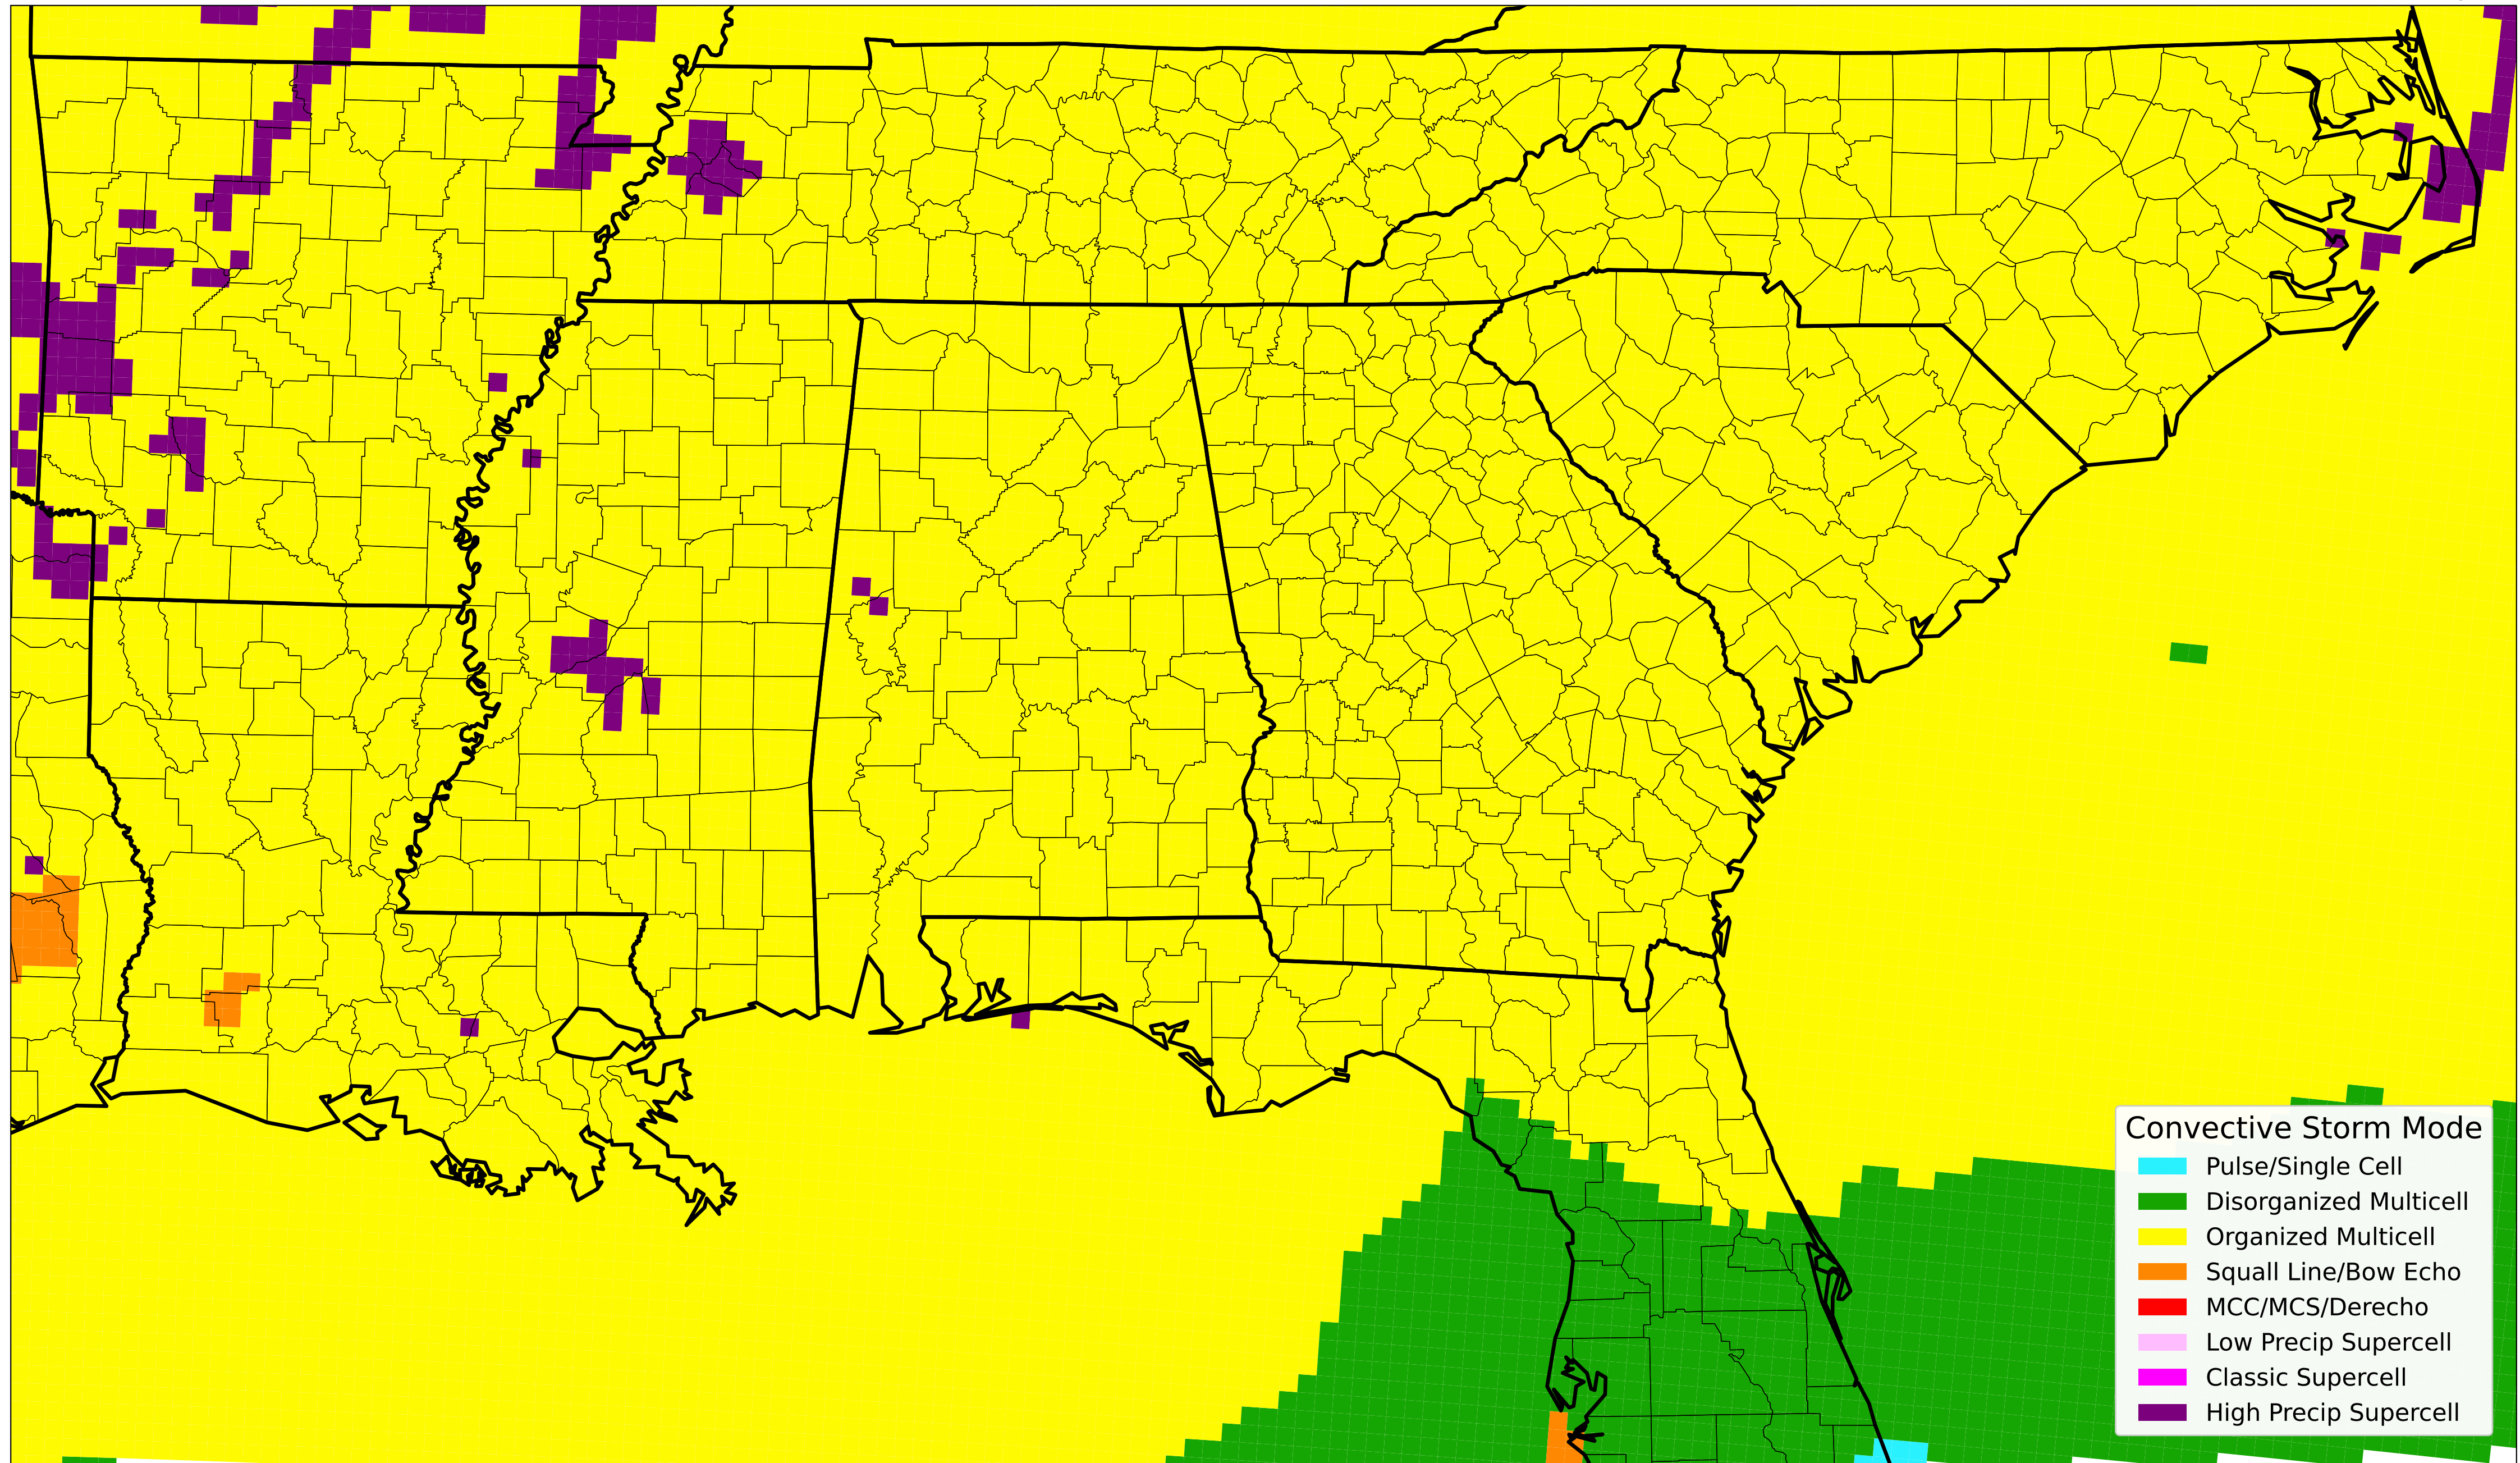 Convective Storm Mode
Pulse/Single Cell
Disorganized Multicell
Organized Multicell
Squall Line/Bow Echo
MCC/MCS/Derecho
Low Precip Supercell
Classic Supercell
High Precip Supercell